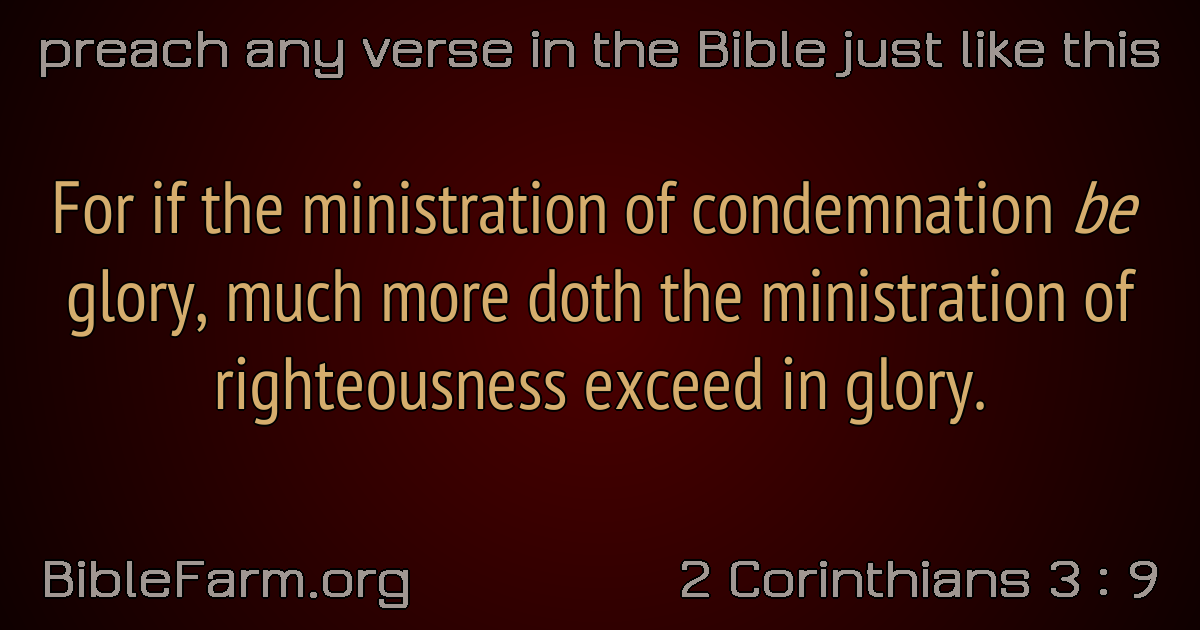 preach any verse in the Bible just like this
For if the ministration of condemnation be
glory, much more doth the ministration of
righteousness exceed in glory.
BibleFarm.org
2 Corinthians 3 : 9